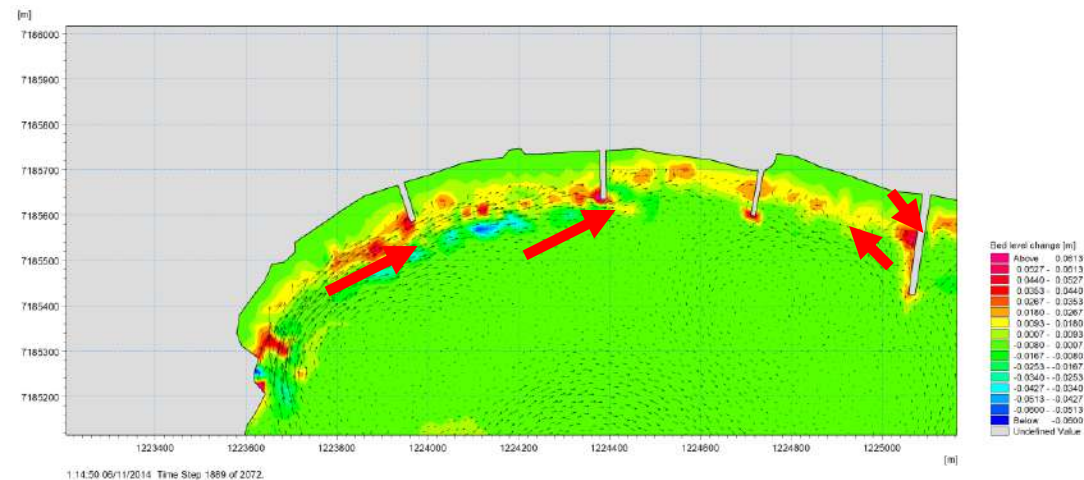 [m]
7186000
7185900
7185800
7185700
7185600
7185500
7185400
7185300
7185200
1223400 1223600 1223800 1224000 1224200 1224400 1224600 1224800 1225000
[m]
1:14:50 06/11/2014 Time Step 1889 of 2072.
Bed level change [m]
Above 0.0613
0.0527 - 0.0613
0.0440 - 0.0527
0.0353 - 0.0440
0.0267 - 0.0353
0.0180 - 0.0267
0.0093 - 0.0180
0.0007 - 0.0093
-0.0080 - 0.0007
-0.0167 - -0.0080
-0.0253 - -0.0167
-0.0340 - -0.0253
-0.0427 - -0.0340
-0.0513 - -0.0427
-0.0600 - -0.0513
Below -0.0600
Undefined Value